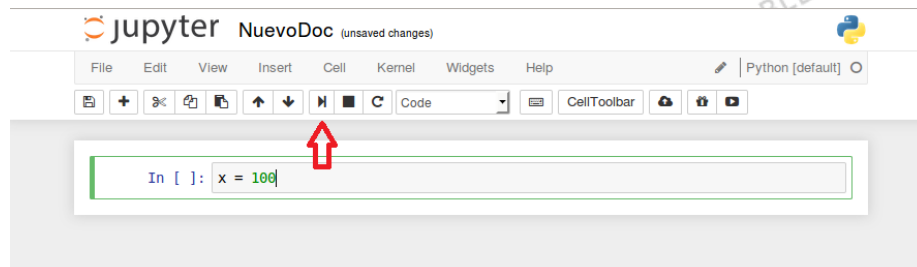 jupyter NuevoDoc (unsaved changes)
File Edit View Insert Cell Kernel Widgets Help Python [default]
Code CellToolbar
In [ ]: x = 100